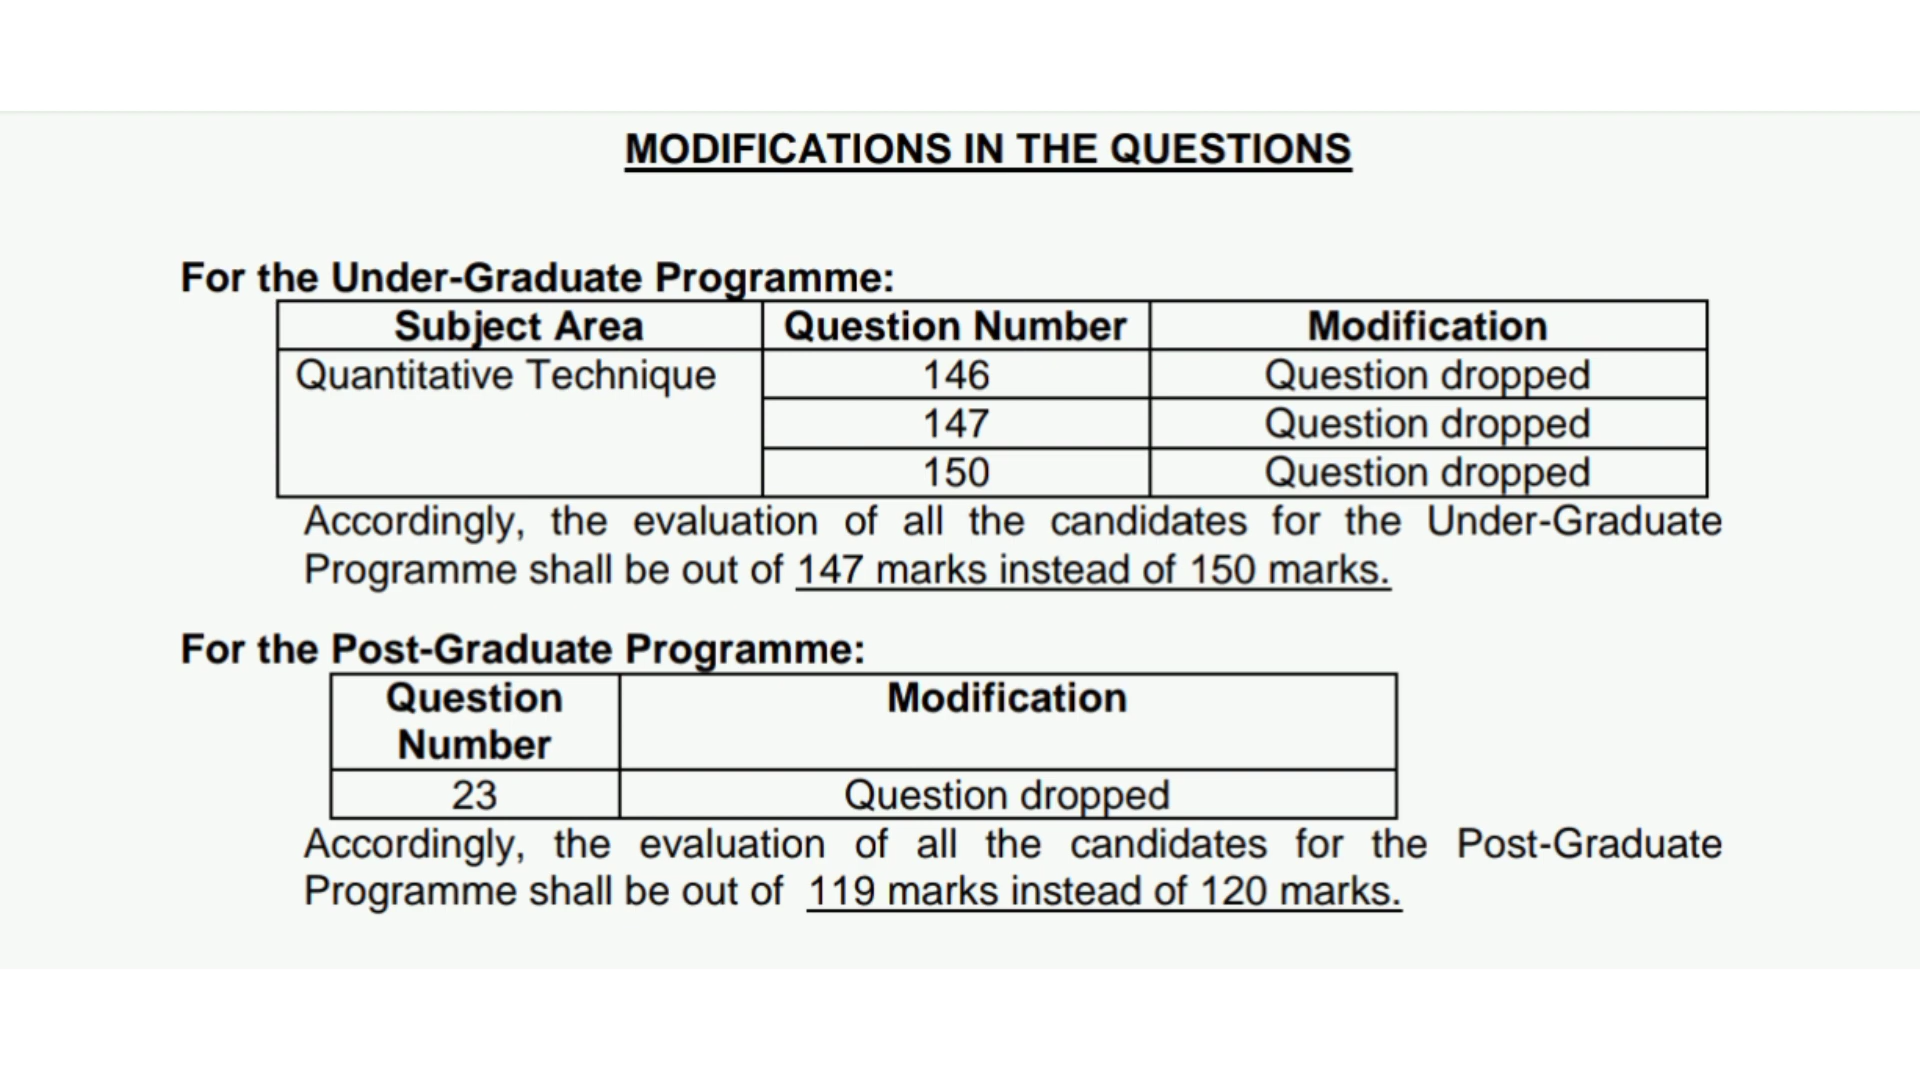 MODIFICATIONS IN THE QUESTIONS
For the Under-Graduate Programme:
Subject Area Question Number Modification
Quantitative Technique 146 Question dropped
147 Question dropped
150 Question dropped
Accordingly, the evaluation of all the candidates for the Under-Graduate
Programme shall be out of 147 marks instead of 150 marks.
For the Post-Graduate Programme:
Question Modification
Number
23 Question dropped
Accordingly, the evaluation of all the candidates for the Post-Graduate
Programme shall be out of 119 marks instead of 120 marks.